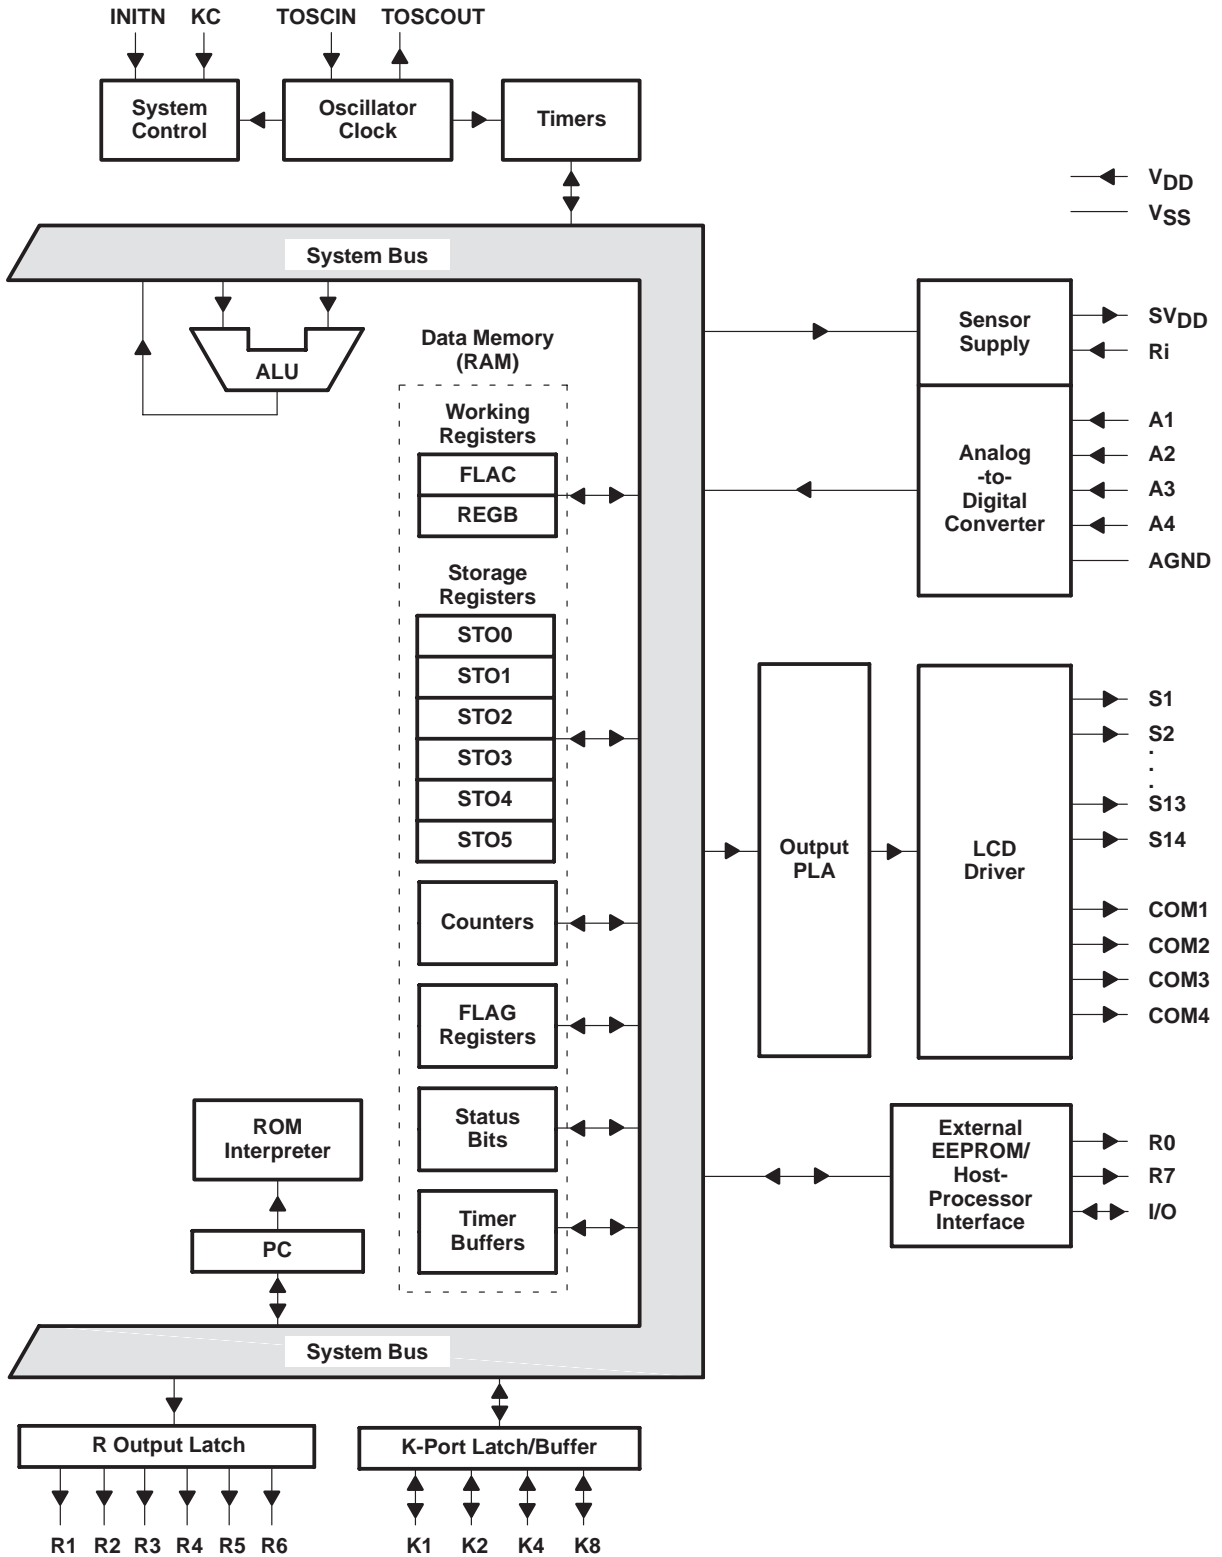 INITN KC TOSCIN TOSCOUT
System
Control
Oscillator
Clock
Timers
VDD
VSS
System Bus
ALU
Data Memory
(RAM)
Working
Registers
FLAC
REGB
Storage
Registers
STO0
STO1
STO2
STO3
STO4
STO5
Counters
FLAG
Registers
Status
Bits
Timer
Buffers
ROM
Interpreter
PC
Sensor
Supply
SVDD
Ri
Analog
-to-
Digital
Converter
A1
A2
A3
A4
AGND
Output
PLA
LCD
Driver
S1
S2
.
.
.
S13
S14
COM1
COM2
COM3
COM4
External
EEPROM/
Host-
Processor
Interface
R0
R7
I/O
System Bus
R Output Latch
K-Port Latch/Buffer
R1 R2 R3 R4 R5 R6
K1 K2 K4 K8